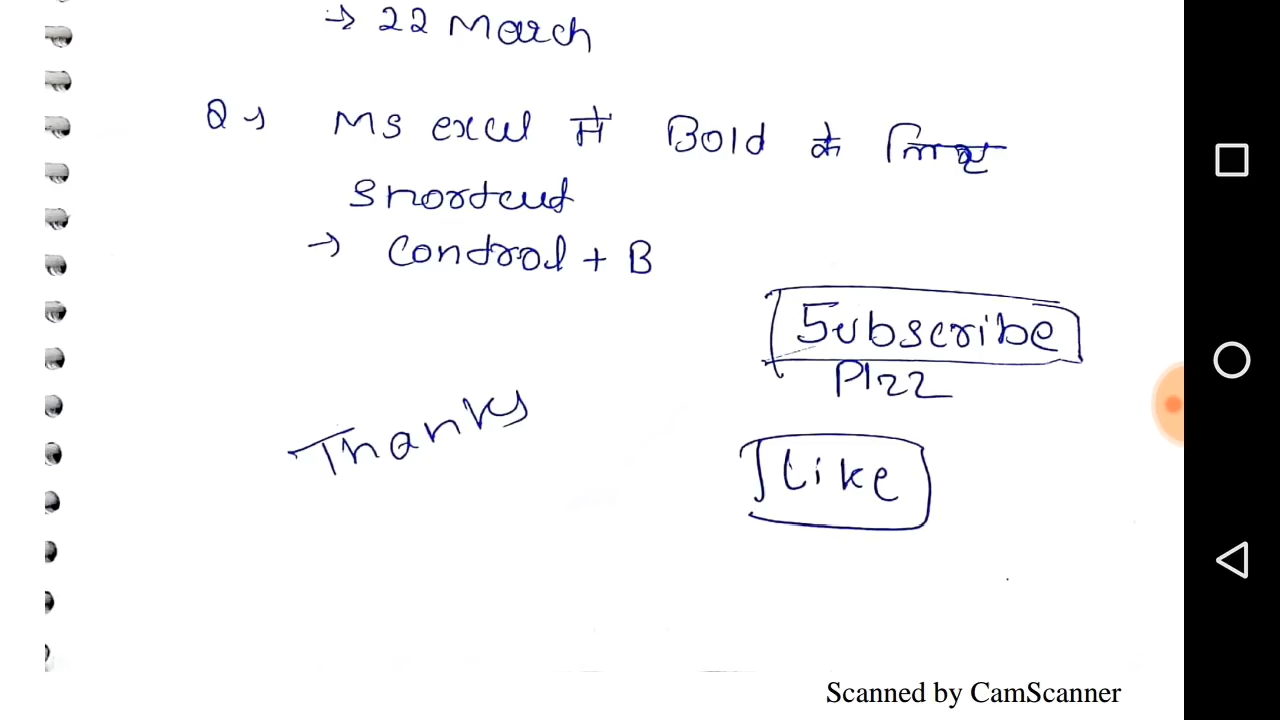 → 22 March
Q → MS excel में Bold के लिए
shortcut
→ Control + B
Subscribe
Plzz
Thanks
Like
Scanned by CamScanner